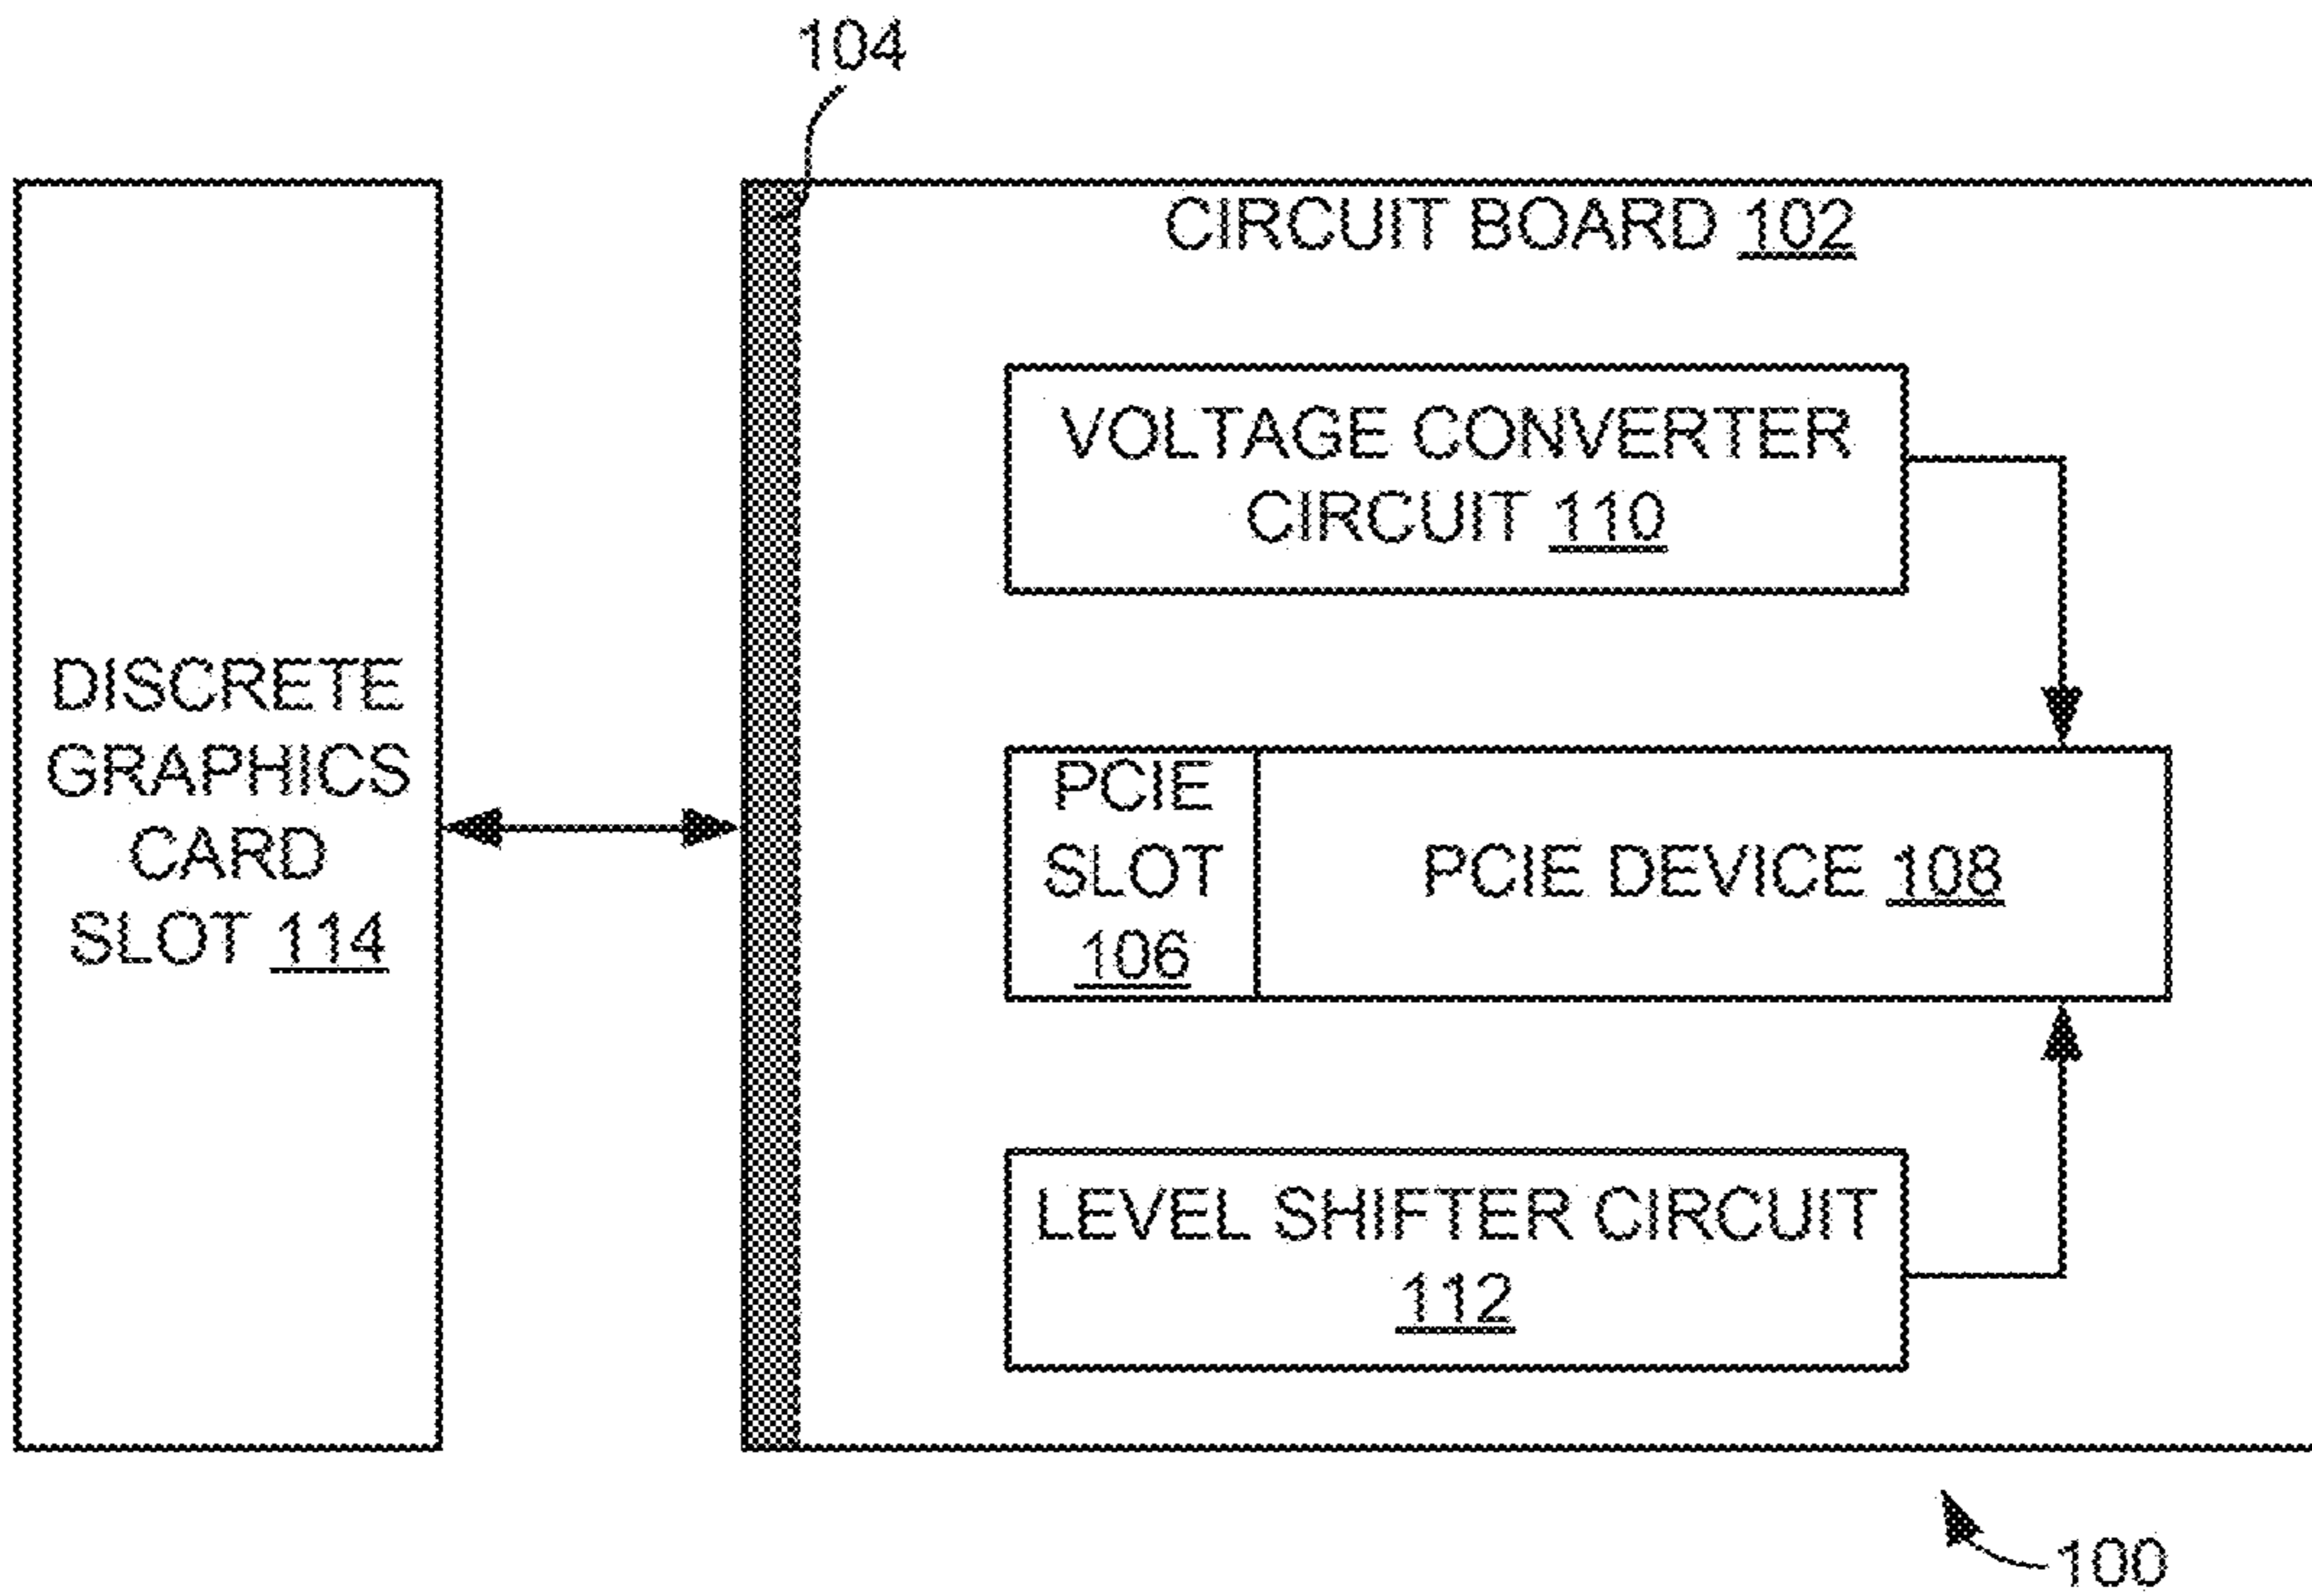 104
CIRCUIT BOARD 102
VOLTAGE CONVERTER
CIRCUIT 110
DISCRETE
GRAPHICS
CARD
SLOT 114
PCIE
SLOT
106
PCIE DEVICE 108
LEVEL SHIFTER CIRCUIT
112
100